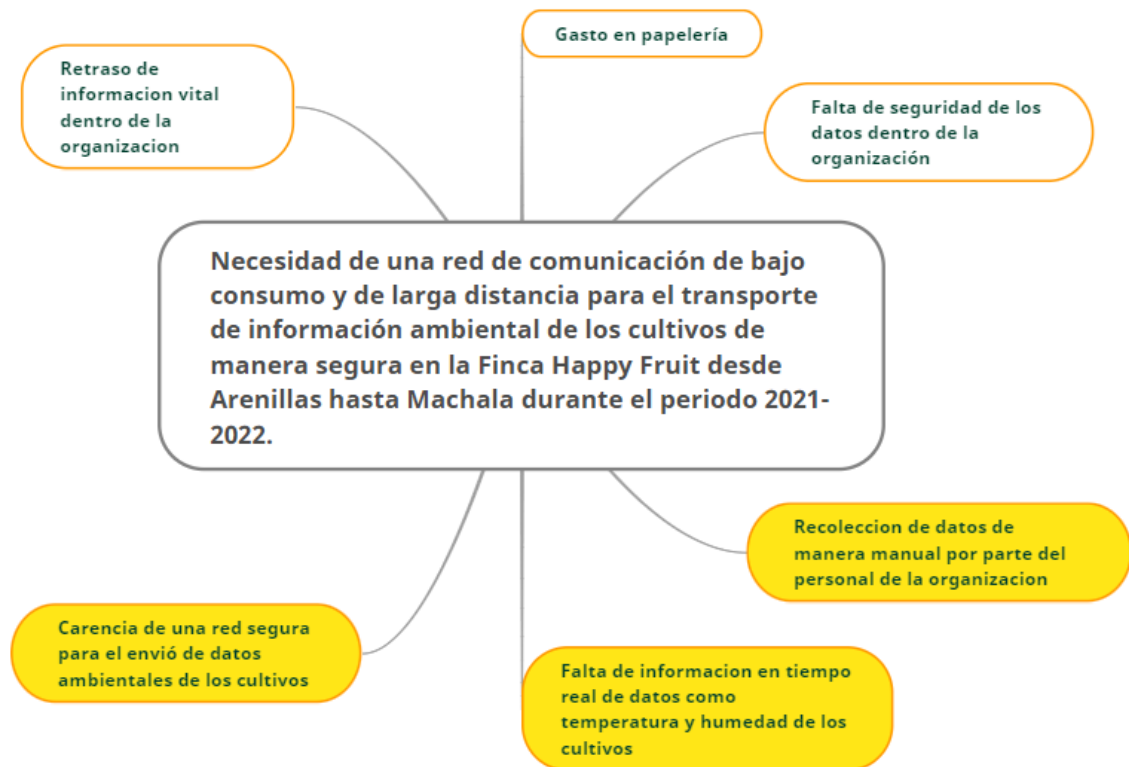 Gasto en papelería
Retraso de
informacion vital
dentro de la
organizacion
Falta de seguridad de los
datos dentro de la
organización
Necesidad de una red de comunicación de bajo
consumo y de larga distancia para el transporte
de información ambiental de los cultivos de
manera segura en la Finca Happy Fruit desde
Arenillas hasta Machala durante el periodo 2021-
2022.
Recoleccion de datos de
manera manual por parte del
personal de la organizacion
Carencia de una red segura
para el envió de datos
ambientales de los cultivos
Falta de informacion en tiempo
real de datos como
temperatura y humedad de los
cultivos